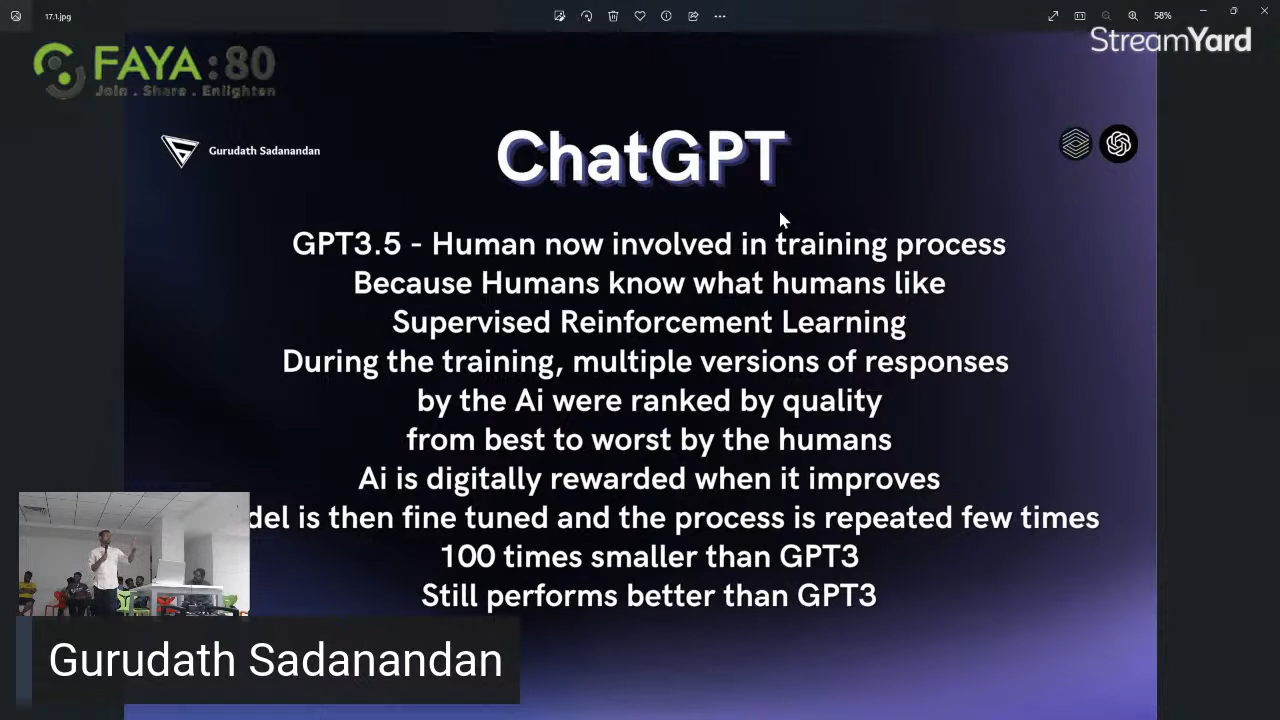 17.1.jpg
58%
StreamYard
FAYA:80
Join . Share . Enlighten
Gurudath Sadanandan
ChatGPT
GPT3.5 - Human now involved in training process
Because Humans know what humans like
Supervised Reinforcement Learning
During the training, multiple versions of responses
by the Ai were ranked by quality
from best to worst by the humans
Ai is digitally rewarded when it improves
del is then fine tuned and the process is repeated few times
100 times smaller than GPT3
Still performs better than GPT3
Gurudath Sadanandan